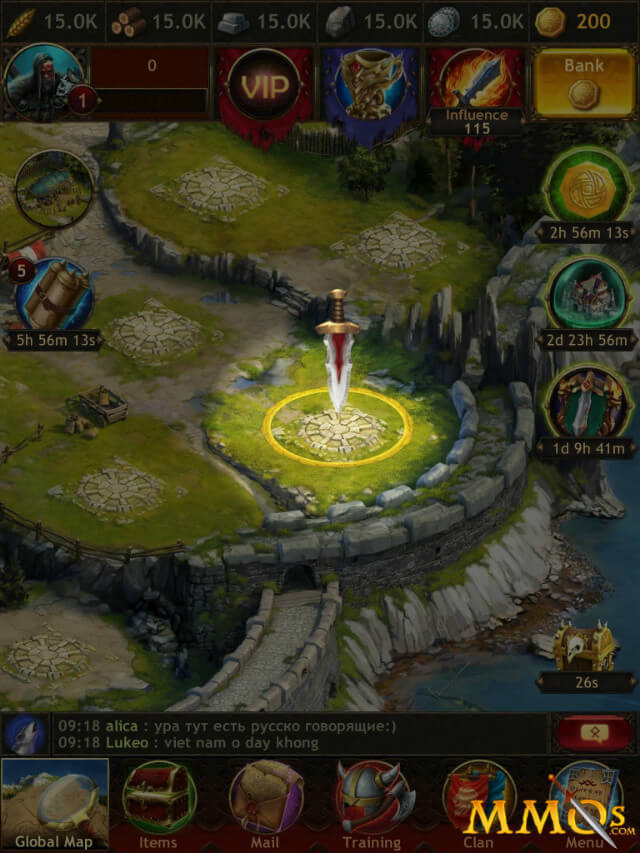 15.0K 15.0K 15.0K 15.0K 15.0K 200
0
1
VIP
Influence
115
Bank
2h 56m 13s
5
5h 56m 13s
2d 23h 56m
1d 9h 41m
26s
09:18 alica : ура тут есть русско говорящие:)
09:18 Lukeo : viet nam o day khong
Global Map Items Mail Training Clan Menu
MMOs.com